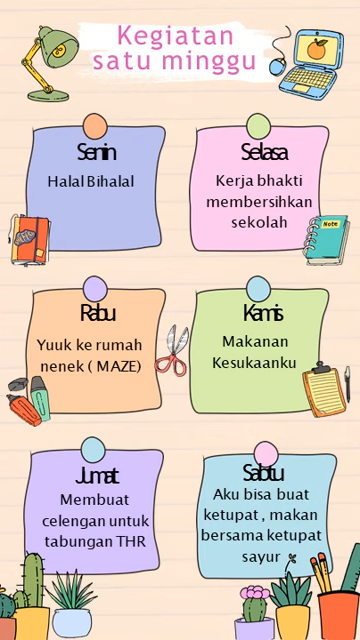 Kegiatan
satu minggu
Senin
Halal Bihalal
Selasa
Kerja bhakti
membersihkan
sekolah
Note
Rabu
Yuuk ke rumah
nenek ( MAZE)
Kamis
Makanan
Kesukaanku
Jumat
Membuat
celengan untuk
tabungan THR
Sabtu
Aku bisa buat
ketupat , makan
bersama ketupat
sayur